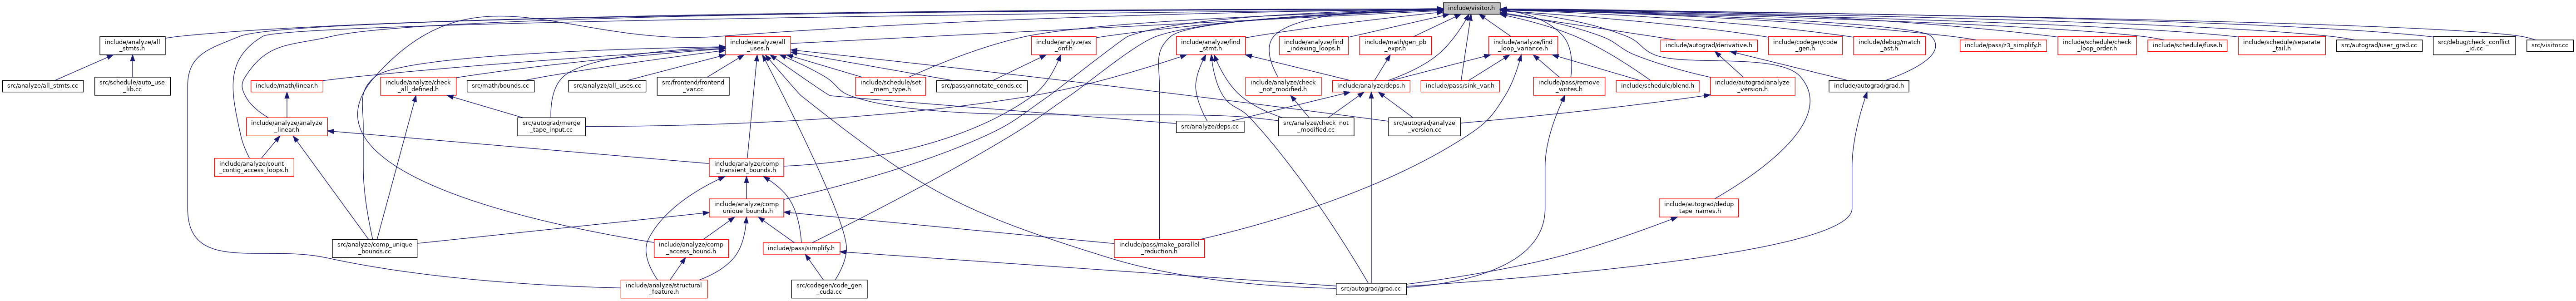 include/visitor.h
include/analyze/all
_stmts.h
include/analyze/all
_uses.h
include/analyze/as
_dnf.h
include/analyze/find
_stmt.h
include/analyze/find
_indexing_loops.h
include/math/gen_pb
_expr.h
include/analyze/find
_loop_variance.h
include/autograd/derivative.h
include/codegen/code
_gen.h
include/debug/match
_ast.h
include/pass/z3_simplify.h
include/schedule/check
_loop_order.h
include/schedule/fuse.h
include/schedule/separate
_tail.h
src/autograd/user_grad.cc
src/debug/check_conflict
_id.cc
src/visitor.cc
src/analyze/all_stmts.cc
src/schedule/auto_use
_lib.cc
include/math/linear.h
include/analyze/check
_all_defined.h
src/math/bounds.cc
src/analyze/all_uses.cc
src/frontend/frontend
_var.cc
include/schedule/set
_mem_type.h
src/pass/annotate_conds.cc
include/analyze/check
_not_modified.h
include/analyze/deps.h
include/pass/sink_var.h
include/pass/remove
_writes.h
include/schedule/blend.h
include/autograd/analyze
_version.h
include/autograd/grad.h
include/analyze/analyze
_linear.h
src/autograd/merge
_tape_input.cc
src/analyze/deps.cc
src/analyze/check_not
_modified.cc
src/autograd/analyze
_version.cc
include/analyze/count
_contig_access_loops.h
include/analyze/comp
_transient_bounds.h
include/analyze/comp
_unique_bounds.h
include/autograd/dedup
_tape_names.h
src/analyze/comp_unique
_bounds.cc
include/analyze/comp
_access_bound.h
include/pass/simplify.h
include/pass/make_parallel
_reduction.h
include/analyze/structural
_feature.h
src/codegen/code_gen
_cuda.cc
src/autograd/grad.cc